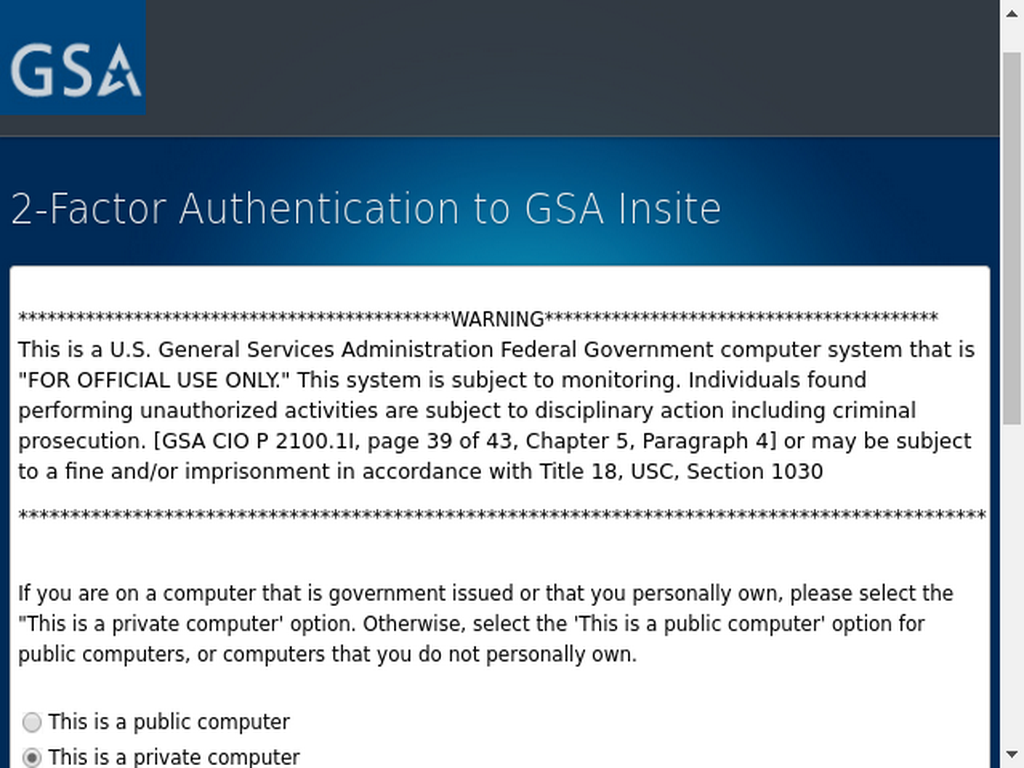 GSA
2-Factor Authentication to GSA Insite
*********************************************WARNING*****************************************
This is a U.S. General Services Administration Federal Government computer system that is
"FOR OFFICIAL USE ONLY." This system is subject to monitoring. Individuals found
performing unauthorized activities are subject to disciplinary action including criminal
prosecution. [GSA CIO P 2100.1I, page 39 of 43, Chapter 5, Paragraph 4] or may be subject
to a fine and/or imprisonment in accordance with Title 18, USC, Section 1030
*****************************************************************************************************
If you are on a computer that is government issued or that you personally own, please select the
"This is a private computer' option. Otherwise, select the 'This is a public computer' option for
public computers, or computers that you do not personally own.
This is a public computer
This is a private computer